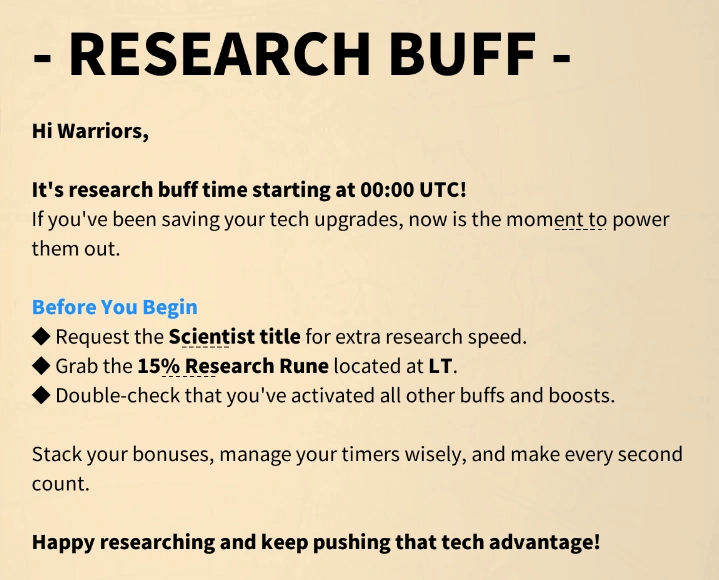 - RESEARCH BUFF -
Hi Warriors,
It's research buff time starting at 00:00 UTC!
If you've been saving your tech upgrades, now is the moment to power
them out.
Before You Begin
◆ Request the Scientist title for extra research speed.
◆ Grab the 15% Research Rune located at LT.
◆ Double-check that you've activated all other buffs and boosts.
Stack your bonuses, manage your timers wisely, and make every second
count.
Happy researching and keep pushing that tech advantage!